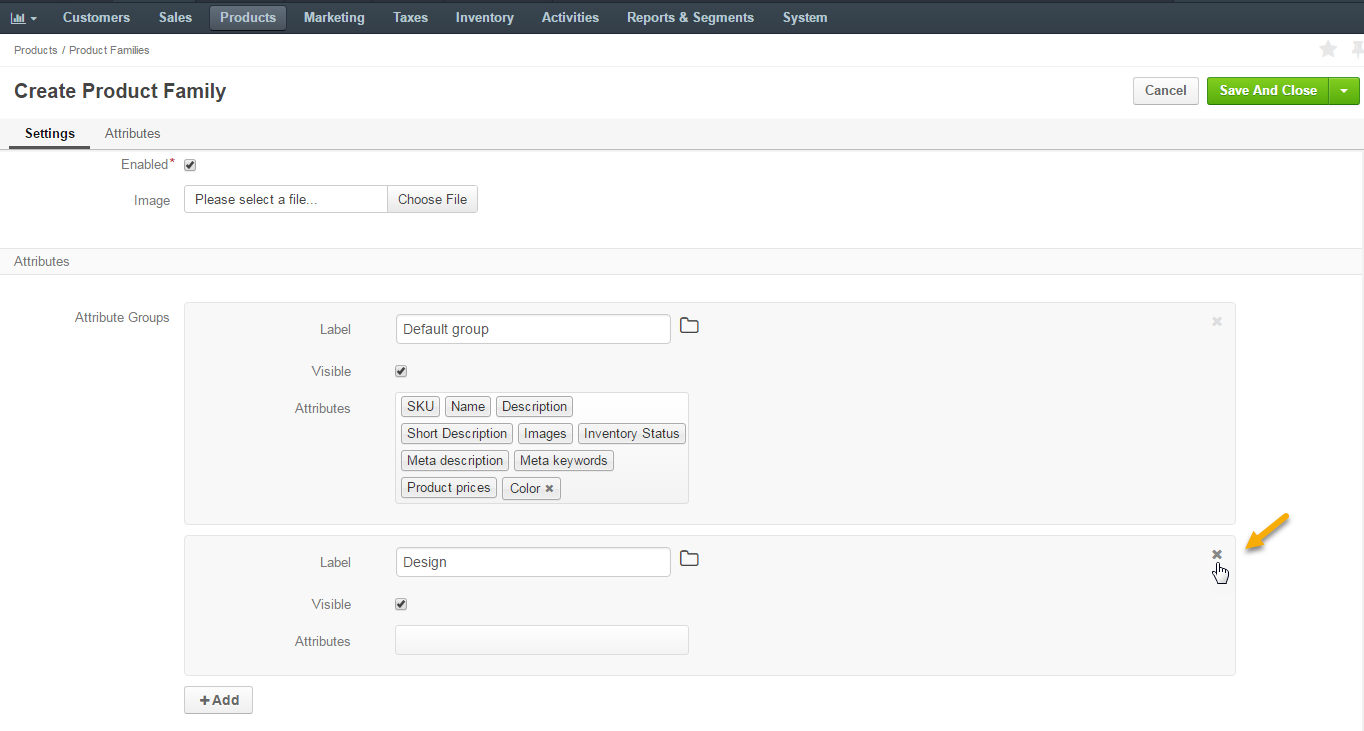 Customers Sales Products Marketing Taxes Inventory Activities Reports & Segments System
Products / Product Families
Create Product Family
Cancel Save And Close
Settings Attributes
Enabled*
Image Please select a file... Choose File
Attributes
Attribute Groups
Label Default group
Visible
Attributes SKU Name Description
Short Description Images Inventory Status
Meta description Meta keywords
Product prices Color
Label Design
Visible
Attributes
+Add